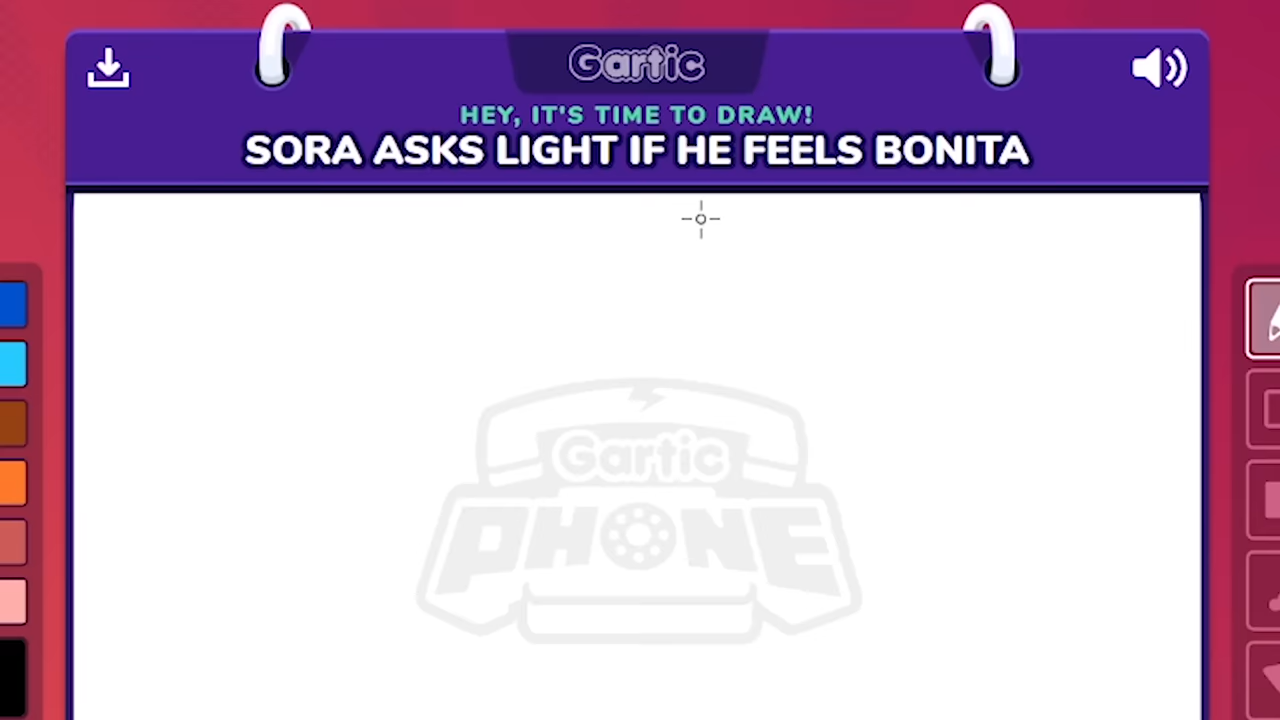 Gartic
HEY, IT'S TIME TO DRAW!
SORA ASKS LIGHT IF HE FEELS BONITA
Gartic
PHONE